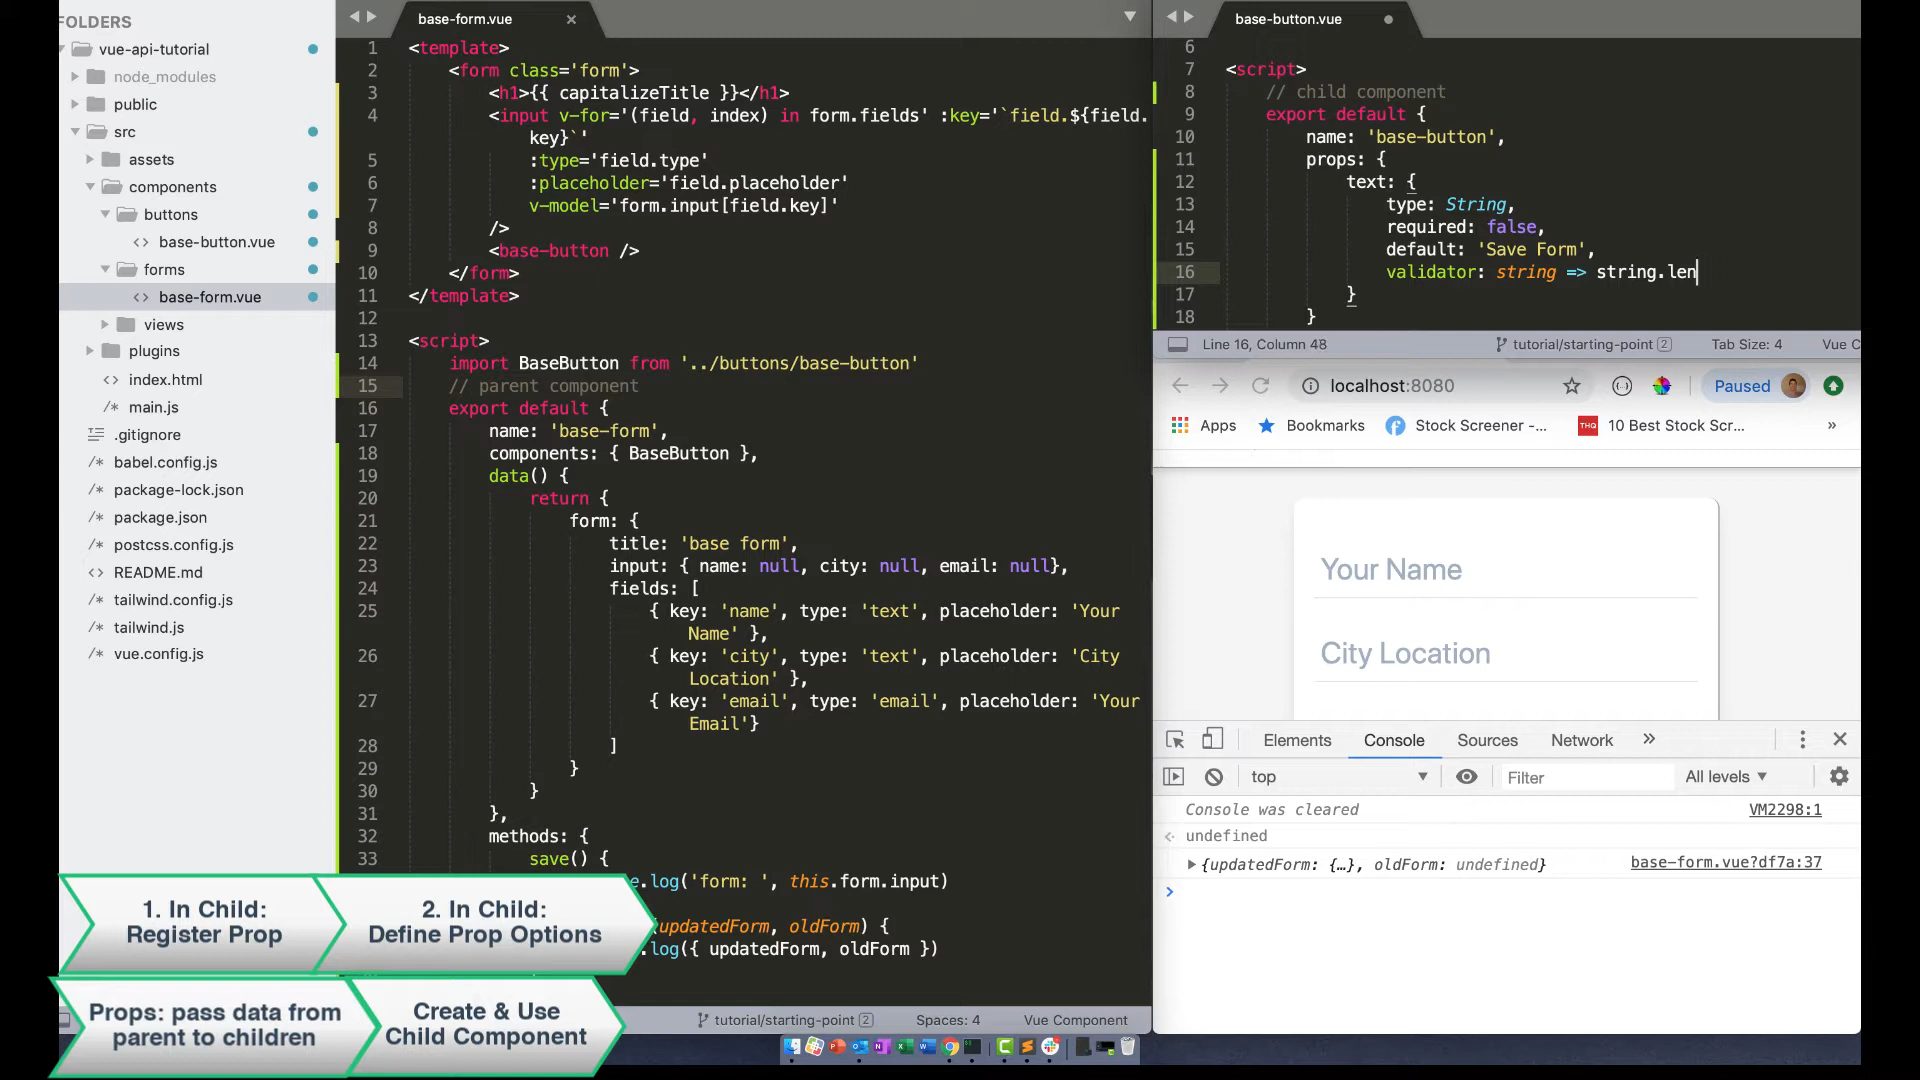 FOLDERS
vue-api-tutorial
node_modules
public
src
assets
components
buttons
<> base-button.vue
forms
<> base-form.vue
views
plugins
/* index.html
/* main.js
.gitignore
/* babel.config.js
/* package-lock.json
/* package.json
/* postcss.config.js
<> README.md
/* tailwind.config.js
/* tailwind.js
/* vue.config.js
base-form.vue
1 <template>
2 <form class='form'>
3 <h1>{{ capitalizeTitle }}</h1>
4 <input v-for='(field, index) in form.fields' :key='`field.${field.
key}`'
5 :type='field.type'
6 :placeholder='field.placeholder'
7 v-model='form.input[field.key]'
8 />
9 <base-button />
10 </form>
11 </template>
12
13 <script>
14 import BaseButton from '../buttons/base-button'
15 // parent component
16 export default {
17 name: 'base-form',
18 components: { BaseButton },
19 data() {
20 return {
21 form: {
22 title: 'base form',
23 input: { name: null, city: null, email: null},
24 fields: [
25 { key: 'name', type: 'text', placeholder: 'Your
Name' },
26 { key: 'city', type: 'text', placeholder: 'City
Location' },
27 { key: 'email', type: 'email', placeholder: 'Your
Email'}
28 ]
29 }
30 }
31 },
32 methods: {
33 save() {
e.log('form: ', this.form.input)
(updatedForm, oldForm) {
.log({ updatedForm, oldForm })
tutorial/starting-point 2 Spaces: 4 Vue Component
base-button.vue
6
7 <script>
8 // child component
9 export default {
10 name: 'base-button',
11 props: {
12 text: {
13 type: String,
14 required: false,
15 default: 'Save Form',
16 validator: string => string.len
17 }
18 }
Line 16, Column 48 tutorial/starting-point 2 Tab Size: 4 Vue C
localhost:8080 Paused
Apps Bookmarks Stock Screener -... THQ 10 Best Stock Scr... »
Your Name
City Location
Elements Console Sources Network »
top Filter All levels
Console was cleared VM2298:1
undefined
{updatedForm: {…}, oldForm: undefined} base-form.vue?df7a:37
1. In Child:
Register Prop
2. In Child:
Define Prop Options
Props: pass data from
parent to children
Create & Use
Child Component